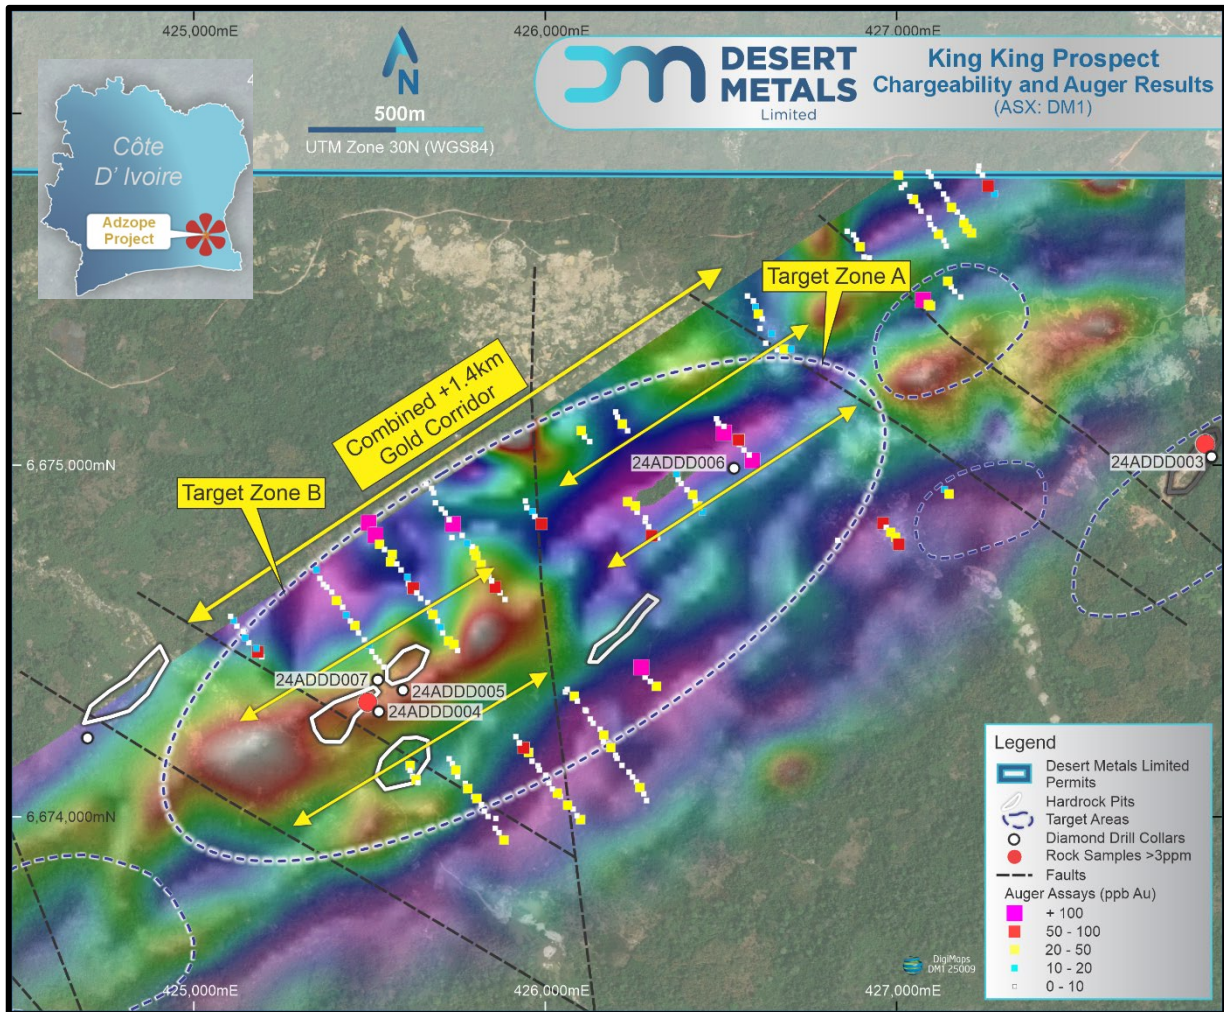 425,000mE
426,000mE
427,000mE
N
500m
UTM Zone 30N (WGS84)
DM
DESERT
METALS
Limited
King King Prospect
Chargeability and Auger Results
(ASX: DM1)
Côte
D' Ivoire
Adzope
Project
Target Zone A
Combined +1.4km
Gold Corridor
Target Zone B
6,675,000mN
24ADDD006
24ADDD003
24ADDD007
24ADDD005
24ADDD004
6,674,000mN
Legend
Desert Metals Limited
Permits
Hardrock Pits
Target Areas
Diamond Drill Collars
Rock Samples >3ppm
Faults
Auger Assays (ppb Au)
+ 100
50 - 100
20 - 50
10 - 20
0 - 10
DigiMaps
DM1 25009
425,000mE
426,000mE
427,000mE